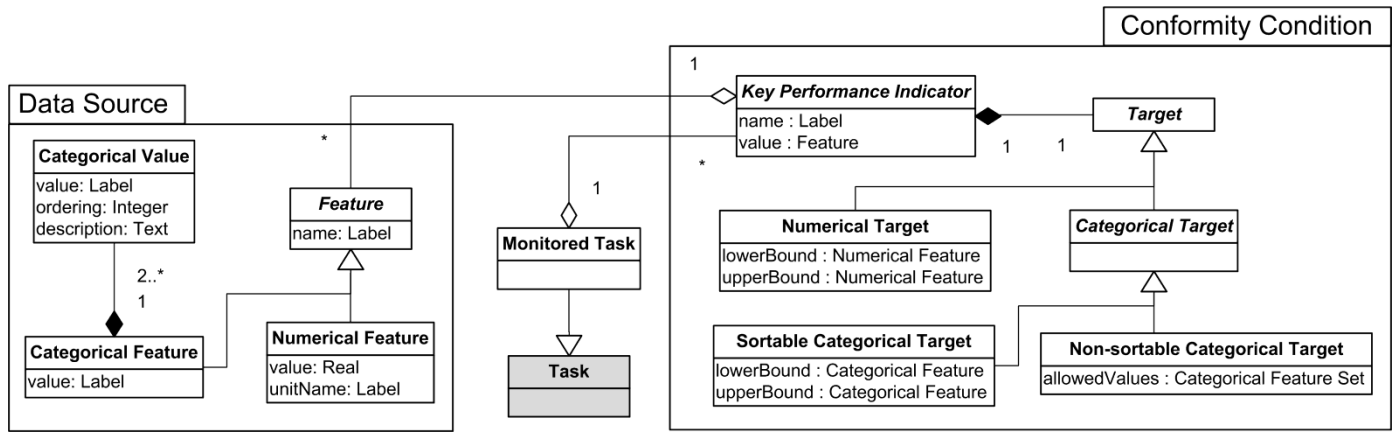 Conformity Condition
Data Source
Categorical Value
value: Label
ordering: Integer
description: Text
2..*
1
Categorical Feature
value: Label
*
Feature
name: Label
Numerical Feature
value: Real
unitName: Label
1
Key Performance Indicator
name : Label
value : Feature
*
1
Monitored Task
Task
1
1
Target
Numerical Target
lowerBound : Numerical Feature
upperBound : Numerical Feature
Categorical Target
Sortable Categorical Target
lowerBound : Categorical Feature
upperBound : Categorical Feature
Non-sortable Categorical Target
allowedValues : Categorical Feature Set